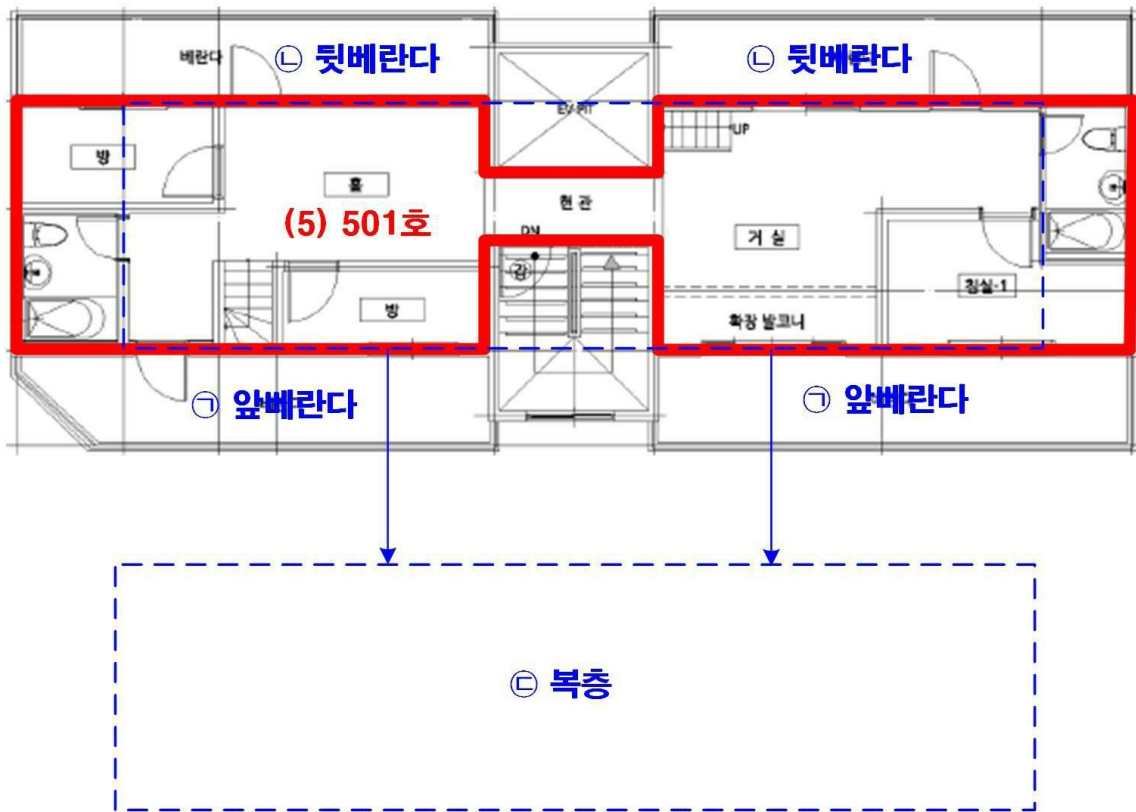 베란다
㉡ 뒷베란다
㉡ 뒷베란다
EV PIT
UP
방
홀
현 관
(5) 501호
DN
거 실
감
침실-1
방
확장 발코니
㉠ 앞베란다
㉠ 앞베란다
㉢ 복층